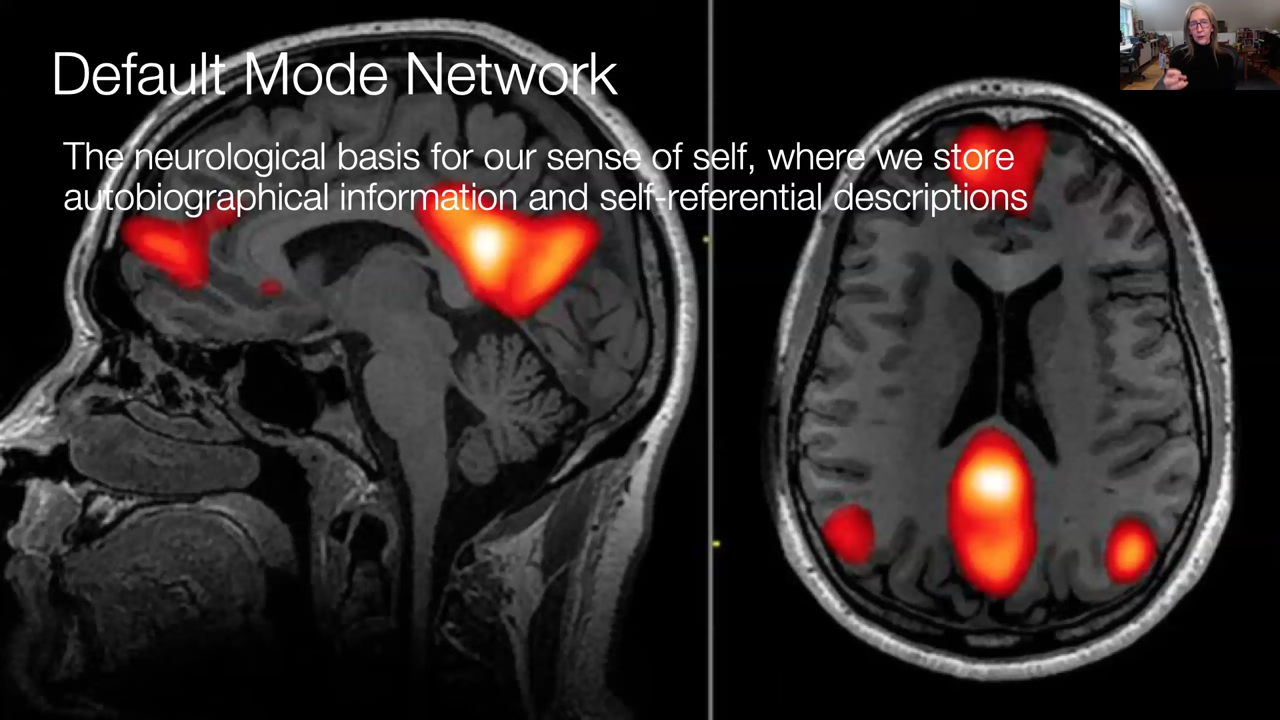 Default Mode Network
The neurological basis for our sense of self, where we store
autobiographical information and self-referential descriptions